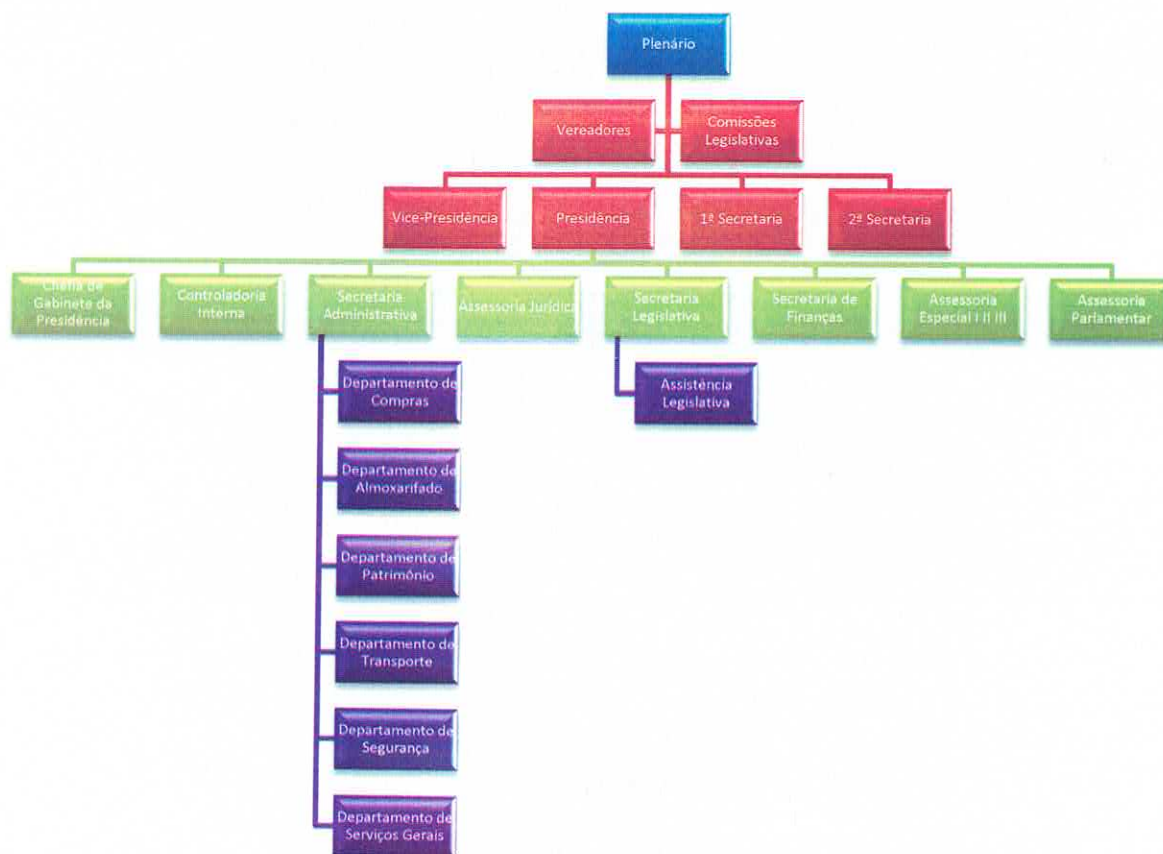 Plenário
Vereadores
Comissões
Legislativas
Vice-Presidência
Presidência
1ª Secretaria
2ª Secretaria
Chefia de
Gabinete da
Presidência
Controladoria
Interna
Secretaria
Administrativa
Assessoria Jurídica
Secretaria
Legislativa
Secretaria de
Finanças
Assessoria
Especial I II III
Assessoria
Parlamentar
Departamento de
Compras
Assistência
Legislativa
Departamento de
Almoxarifado
Departamento de
Patrimônio
Departamento de
Transporte
Departamento de
Segurança
Departamento de
Serviços Gerais